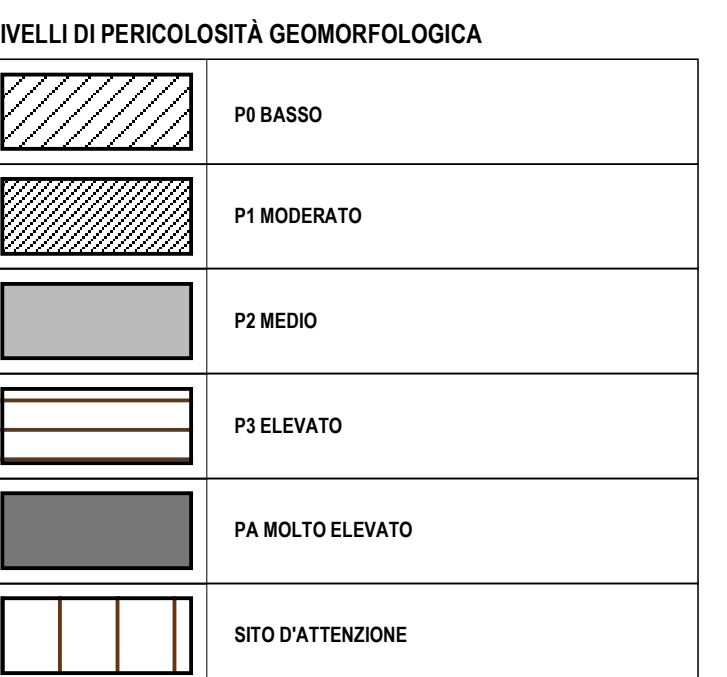 IVELLI DI PERICOLOSITÀ GEOMORFOLOGICA
P0 BASSO
P1 MODERATO
P2 MEDIO
P3 ELEVATO
PA MOLTO ELEVATO
SITO D'ATTENZIONE